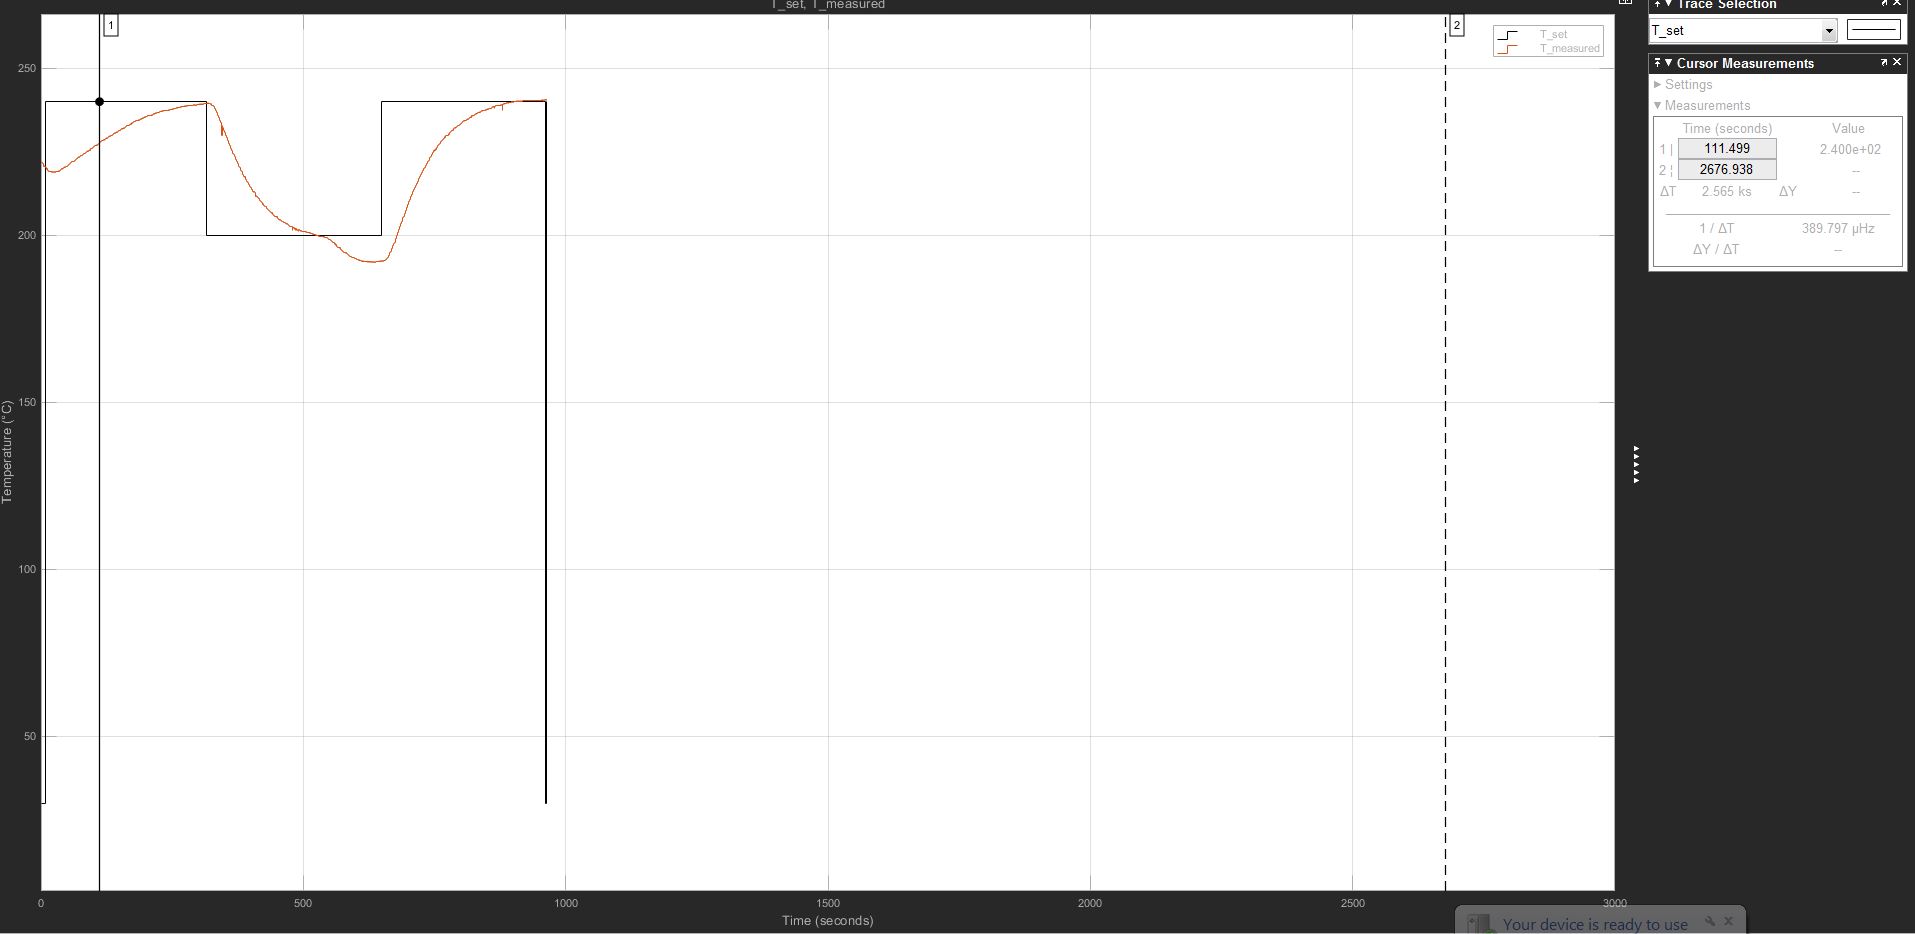 T_set, T_measured
1
2
T_set
T_measured
250
200
150
100
50
Temperature (°C)
0 500 1000 1500 2000 2500 3000
Time (seconds)
Trace Selection
T_set
Cursor Measurements
Settings
Measurements
Time (seconds) Value
1 | 111.499 2.400e+02
2 ¦ 2676.938 --
ΔT 2.565 ks ΔY --
1 / ΔT 389.797 µHz
ΔY / ΔT --
Your device is ready to use